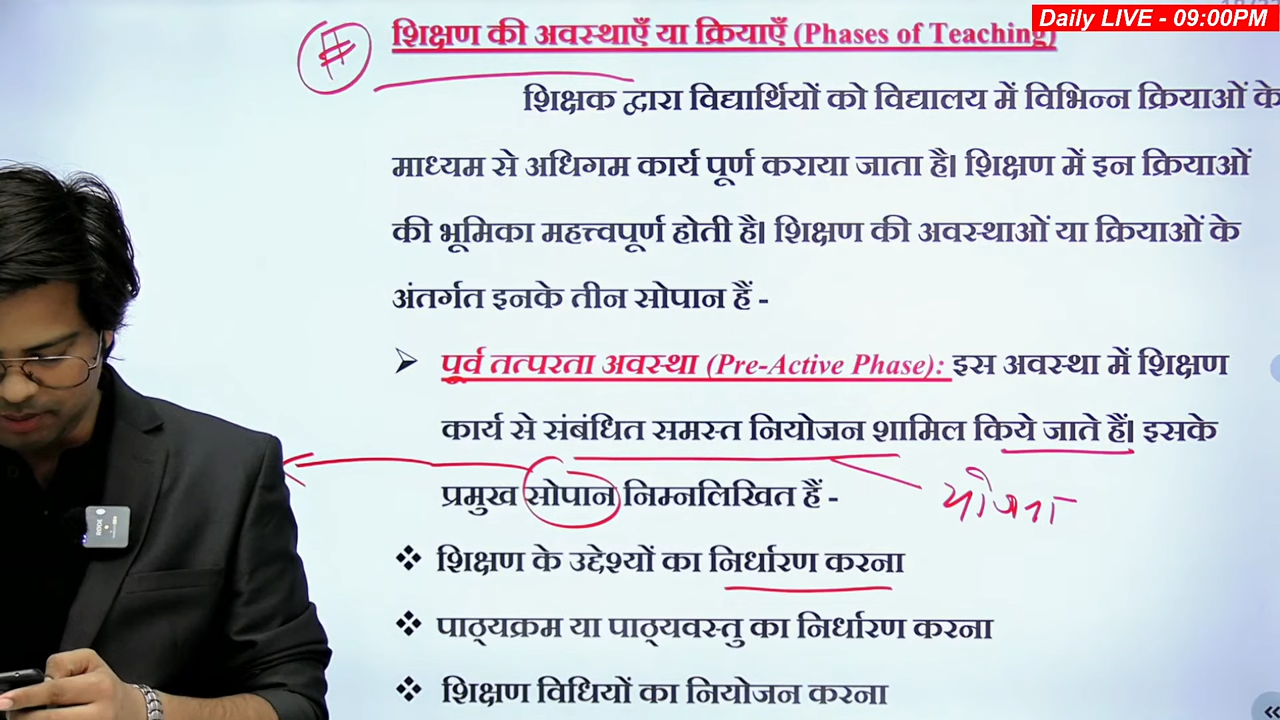 Daily LIVE - 09:00PM
# शिक्षण की अवस्थाएँ या क्रियाएँ (Phases of Teaching)
शिक्षक द्वारा विद्यार्थियों को विद्यालय में विभिन्न क्रियाओं के
माध्यम से अधिगम कार्य पूर्ण कराया जाता है। शिक्षण में इन क्रियाओं
की भूमिका महत्त्वपूर्ण होती है। शिक्षण की अवस्थाओं या क्रियाओं के
अंतर्गत इनके तीन सोपान हैं -
➢ पूर्व तत्परता अवस्था (Pre-Active Phase): इस अवस्था में शिक्षण
कार्य से संबंधित समस्त नियोजन शामिल किये जाते हैं। इसके
प्रमुख सोपान निम्नलिखित हैं -
योजना
❖ शिक्षण के उद्देश्यों का निर्धारण करना
❖ पाठ्यक्रम या पाठ्यवस्तु का निर्धारण करना
❖ शिक्षण विधियों का नियोजन करना